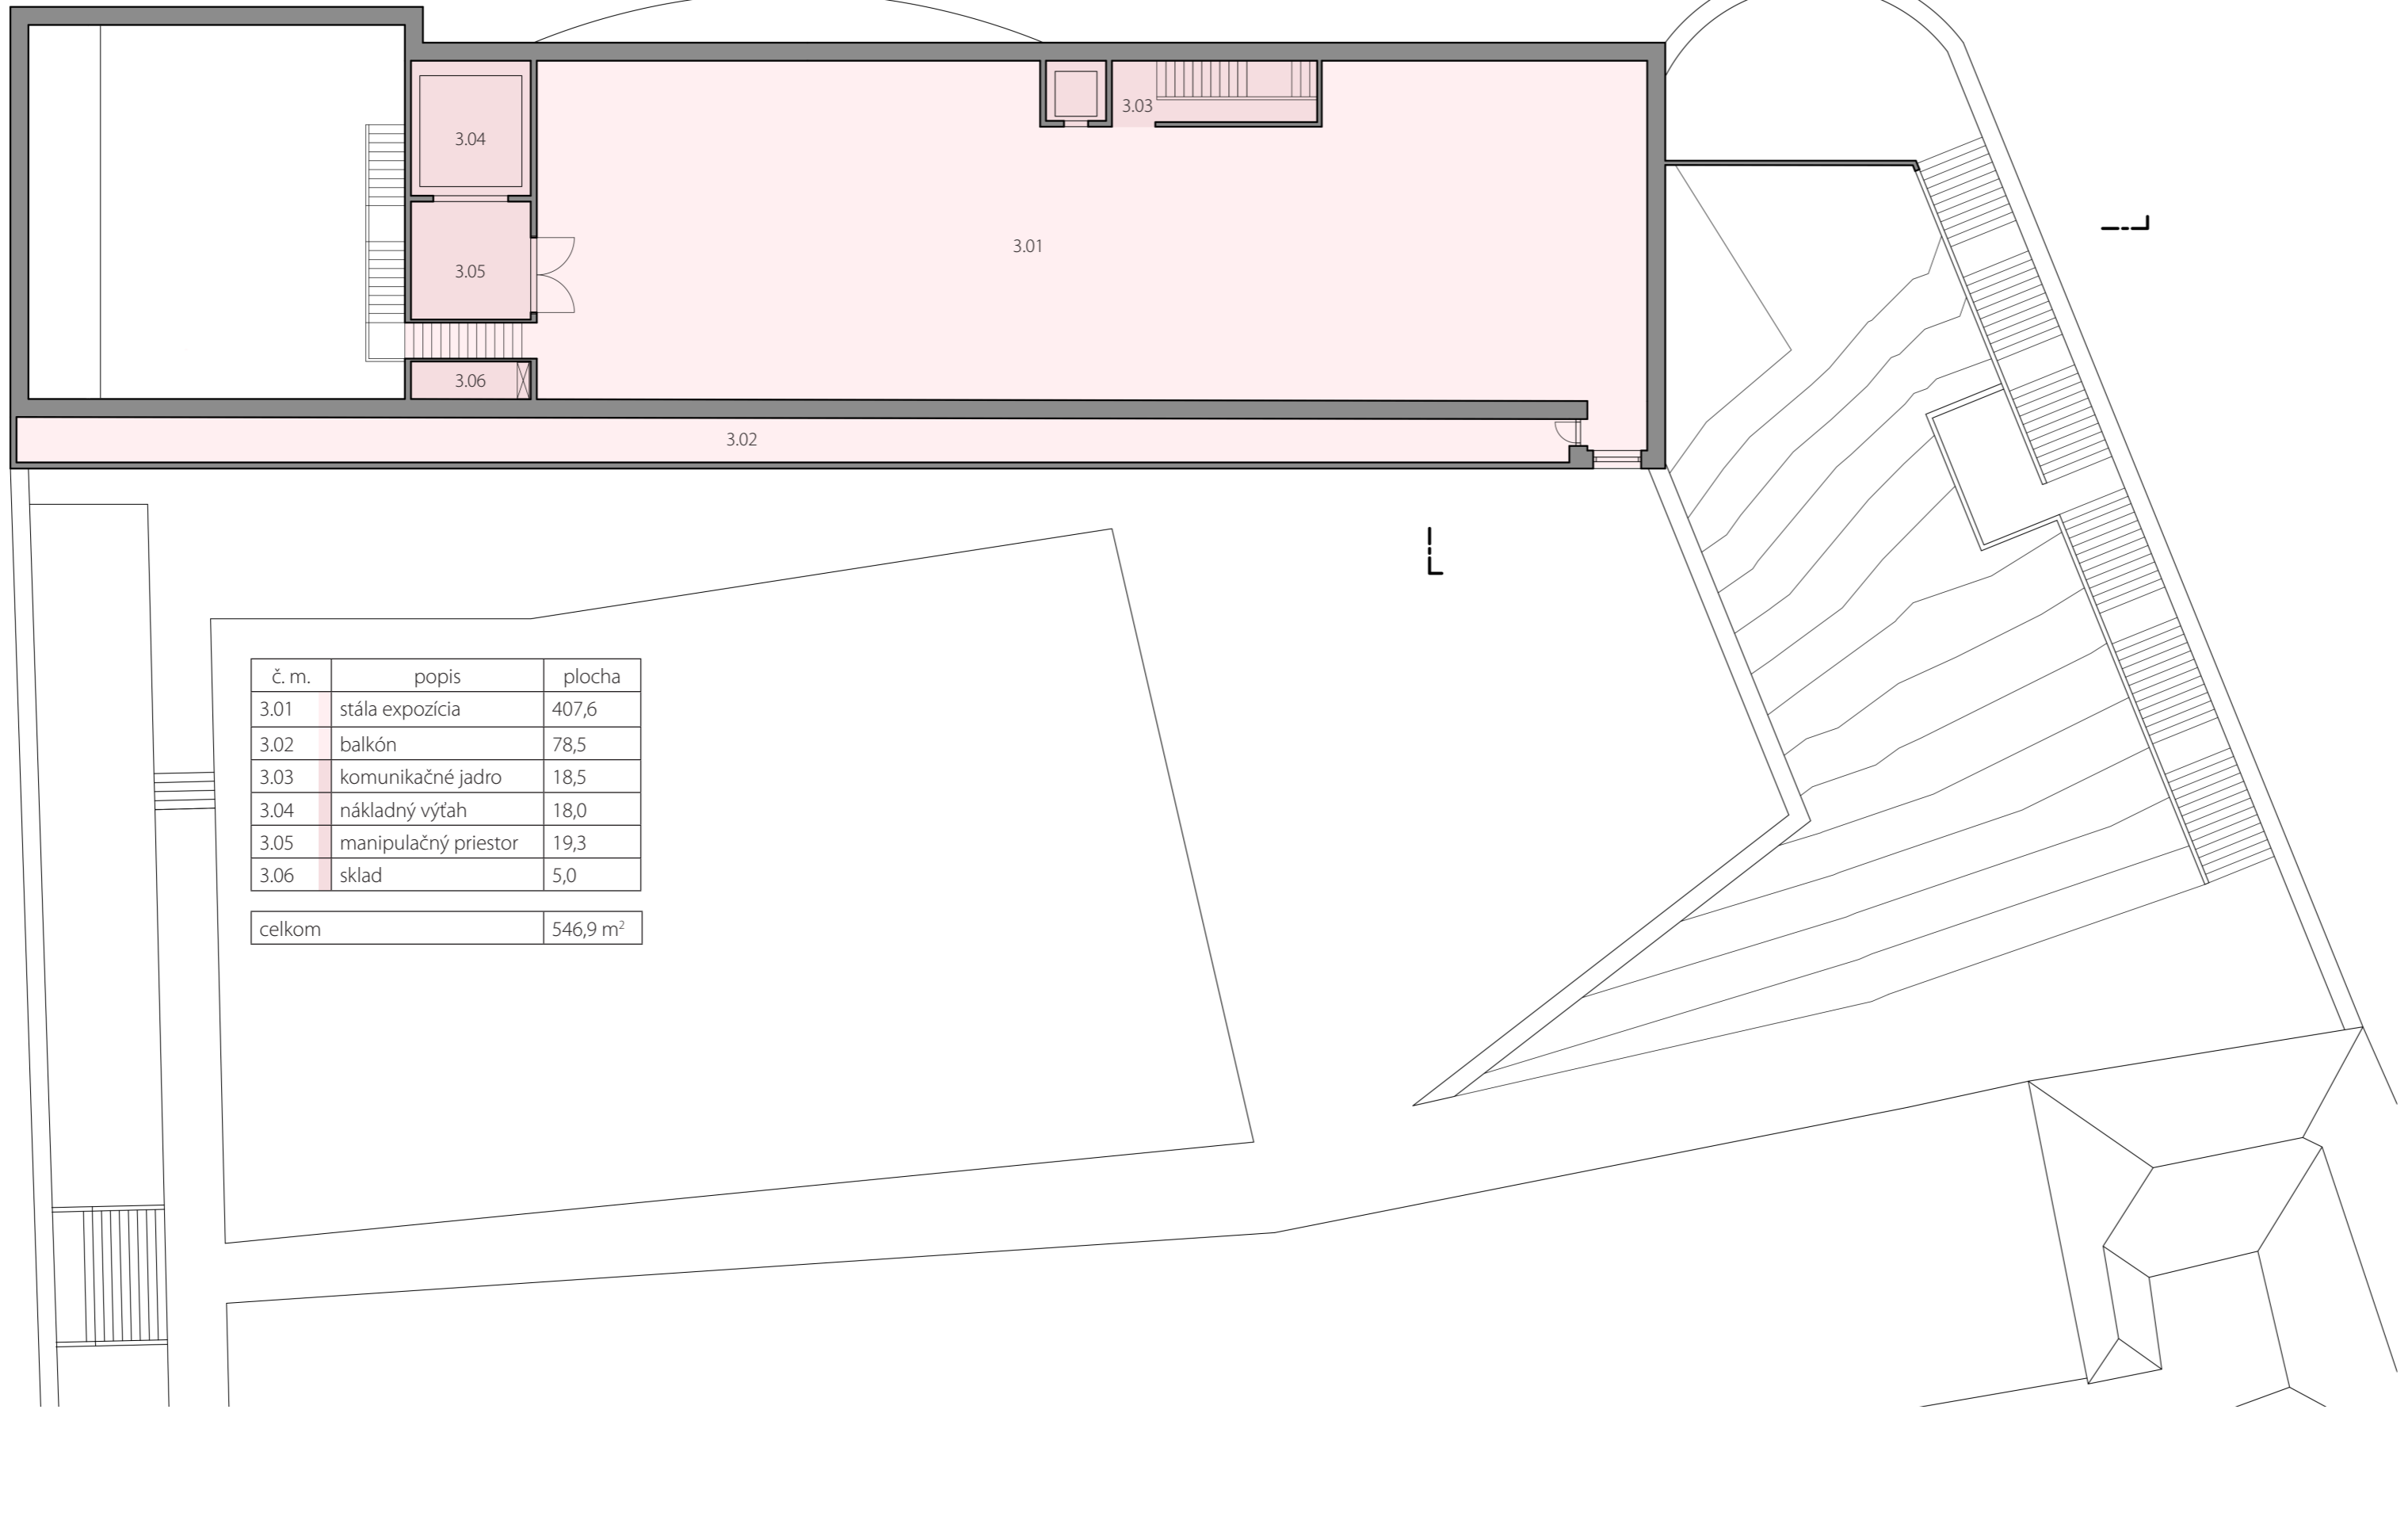 3.04
3.03
3.05
3.01
3.06
3.02
č. m. popis plocha
3.01 stála expozícia 407,6
3.02 balkón 78,5
3.03 komunikačné jadro 18,5
3.04 nákladný výťah 18,0
3.05 manipulačný priestor 19,3
3.06 sklad 5,0
celkom 546,9 m²